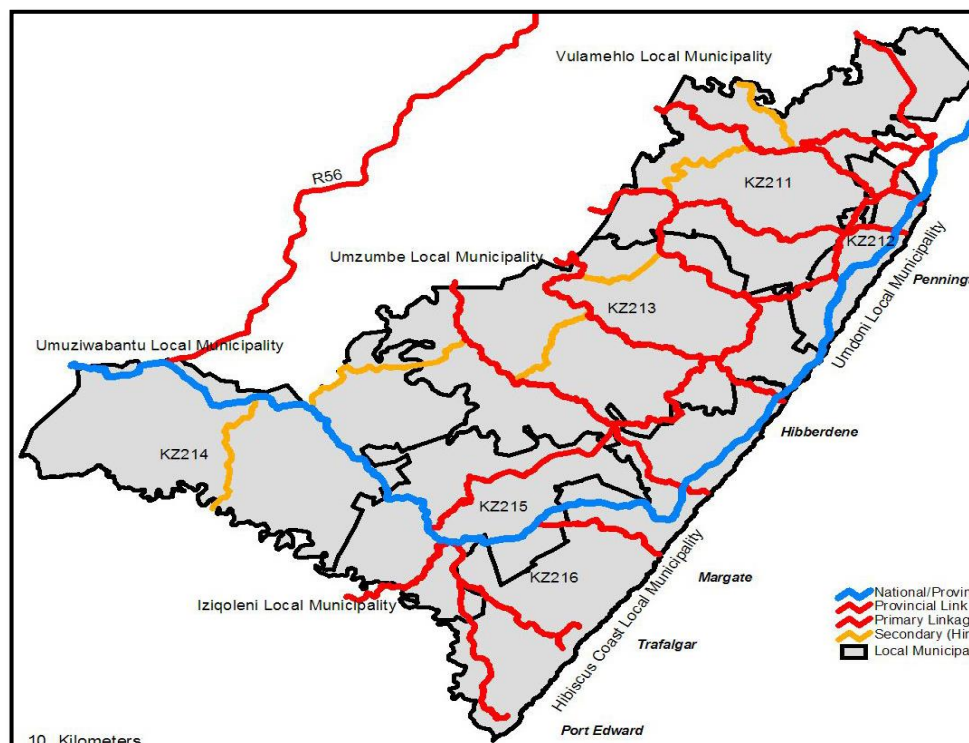 Vulamehlo Local Municipality
R56
KZ211
KZ212
Umzumbe Local Municipality
Penning
KZ213
Umdoni Local Municipality
Umuziwabantu Local Municipality
Hibberdene
KZ214
KZ215
KZ216
Margate
Iziqoleni Local Municipality
Hibiscus Coast Local Municipality
Trafalgar
Port Edward
National/Provin
Provincial Link
Primary Linkag
Secondary (Hin
Local Municipa
10 Kilometers